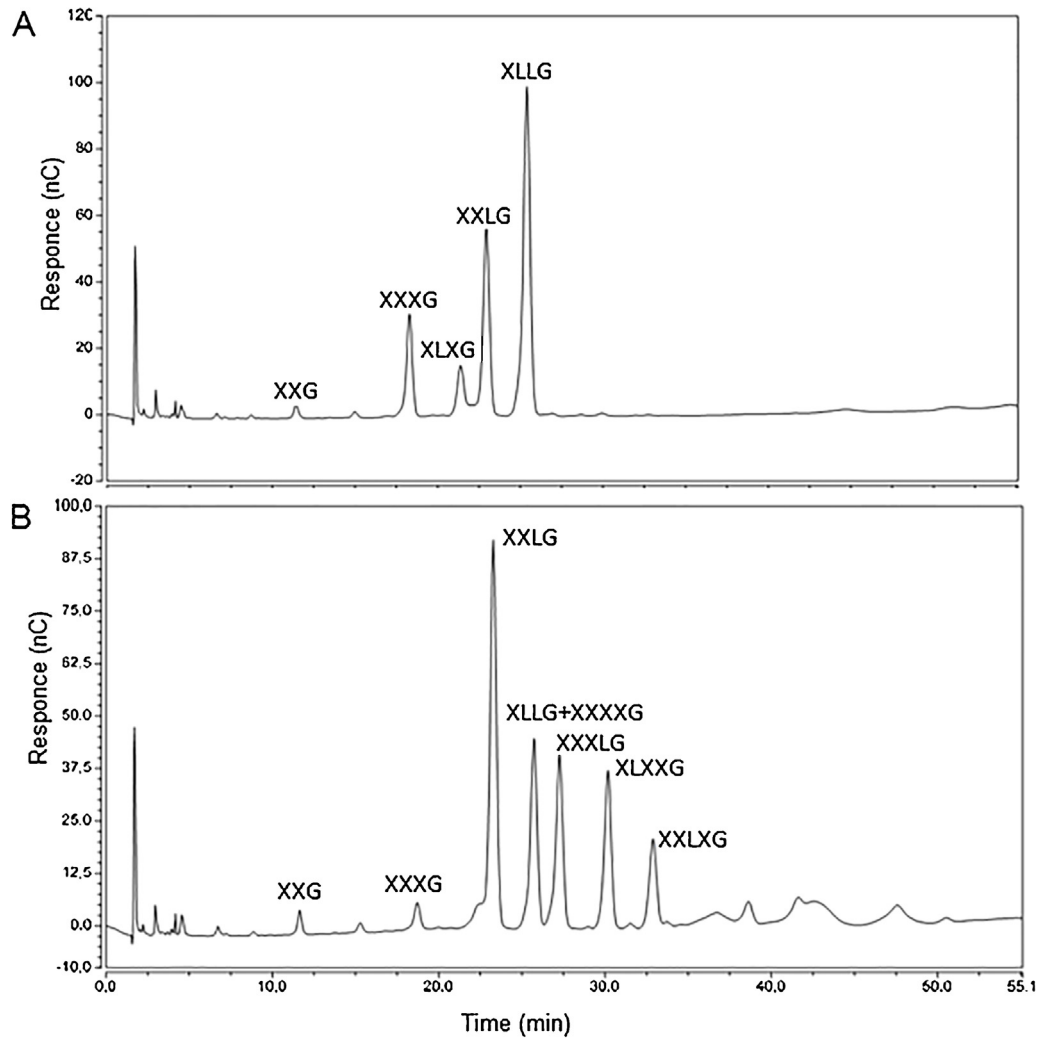 A
Responce (nC)
12C
100
80
60
40
20
0
-20
XXG
XXXG
XLXG
XXLG
XLLG
B
Responce (nC)
100.0
87.5
75.0
62.5
50.0
37.5
25.0
12.5
0.0
-10.0
XXG
XXXG
XXLG
XLLG+XXXXG
XXXLG
XLXXG
XXLXG
0.0 10.0 20.0 30.0 40.0 50.0 55.1
Time (min)